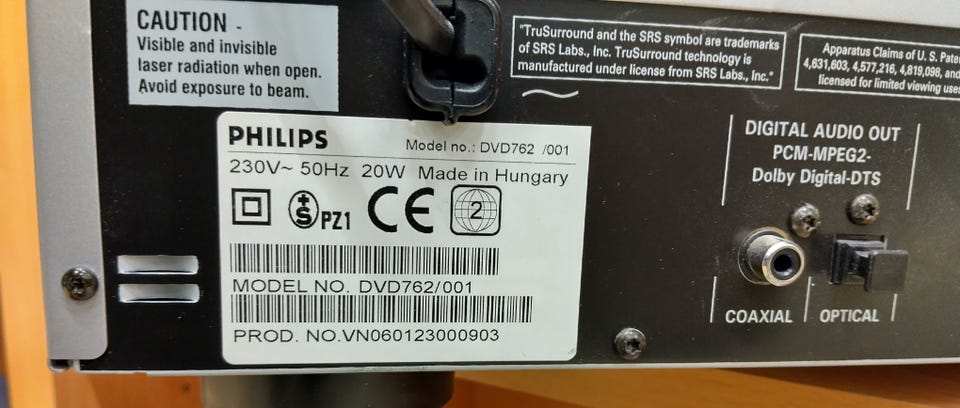 CAUTION -
Visible and invisible
laser radiation when open.
Avoid exposure to beam.
"TruSurround and the SRS symbol are trademarks
of SRS Labs., Inc. TruSurround technology is
manufactured under license from SRS Labs., Inc."
Apparatus Claims of U. S. Pate
4,631,603, 4,577,216, 4,819,098, and
licensed for limited viewing uses
PHILIPS Model no.: DVD762 /001
230V~ 50Hz 20W Made in Hungary
S PZ1 CE 2
MODEL NO. DVD762/001
PROD. NO.VN060123000903
DIGITAL AUDIO OUT
PCM-MPEG2-
Dolby Digital-DTS
COAXIAL OPTICAL